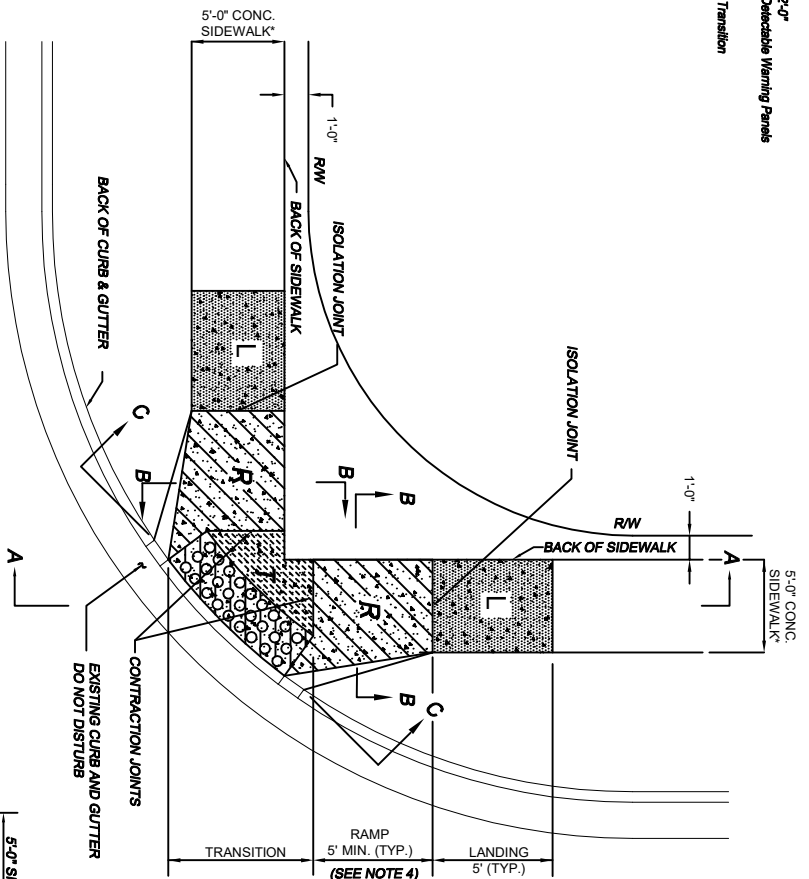 2'-0"
Detectable Warning Panels
Transition
5'-0" CONC.
SIDEWALK*
1'-0"
R/W
BACK OF SIDEWALK
ISOLATION JOINT
ISOLATION JOINT
1'-0"
R/W
BACK OF SIDEWALK
A
5'-0" CONC.
SIDEWALK*
BACK OF CURB & GUTTER
L
R
T
R
L
C
B
B
B
B
C
A
CONTRACTION JOINTS
EXISTING CURB AND GUTTER
DO NOT DISTURB
TRANSITION
RAMP
5' MIN. (TYP.)
(SEE NOTE 4)
LANDING
5' (TYP.)